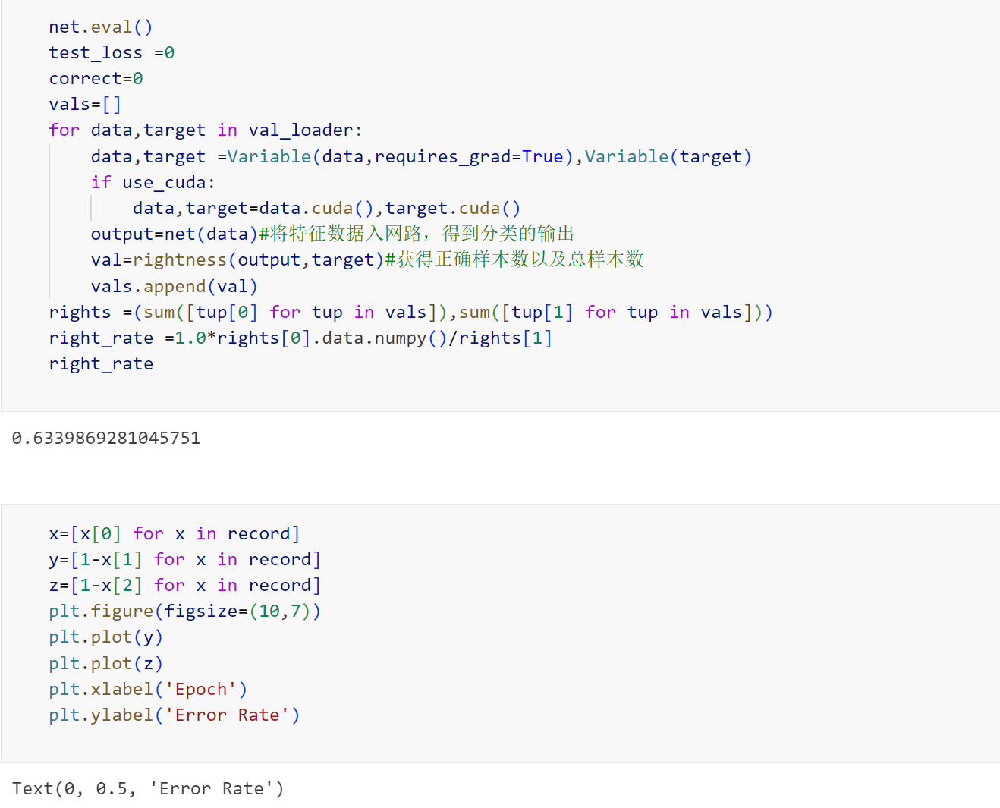 net.eval()
test_loss =0
correct=0
vals=[]
for data,target in val_loader:
    data,target =Variable(data,requires_grad=True),Variable(target)
    if use_cuda:
        data,target=data.cuda(),target.cuda()
    output=net(data)#将特征数据入网路，得到分类的输出
    val=rightness(output,target)#获得正确样本数以及总样本数
    vals.append(val)
rights =(sum([tup[0] for tup in vals]),sum([tup[1] for tup in vals]))
right_rate =1.0*rights[0].data.numpy()/rights[1]
right_rate
0.6339869281045751
x=[x[0] for x in record]
y=[1-x[1] for x in record]
z=[1-x[2] for x in record]
plt.figure(figsize=(10,7))
plt.plot(y)
plt.plot(z)
plt.xlabel('Epoch')
plt.ylabel('Error Rate')
Text(0, 0.5, 'Error Rate')